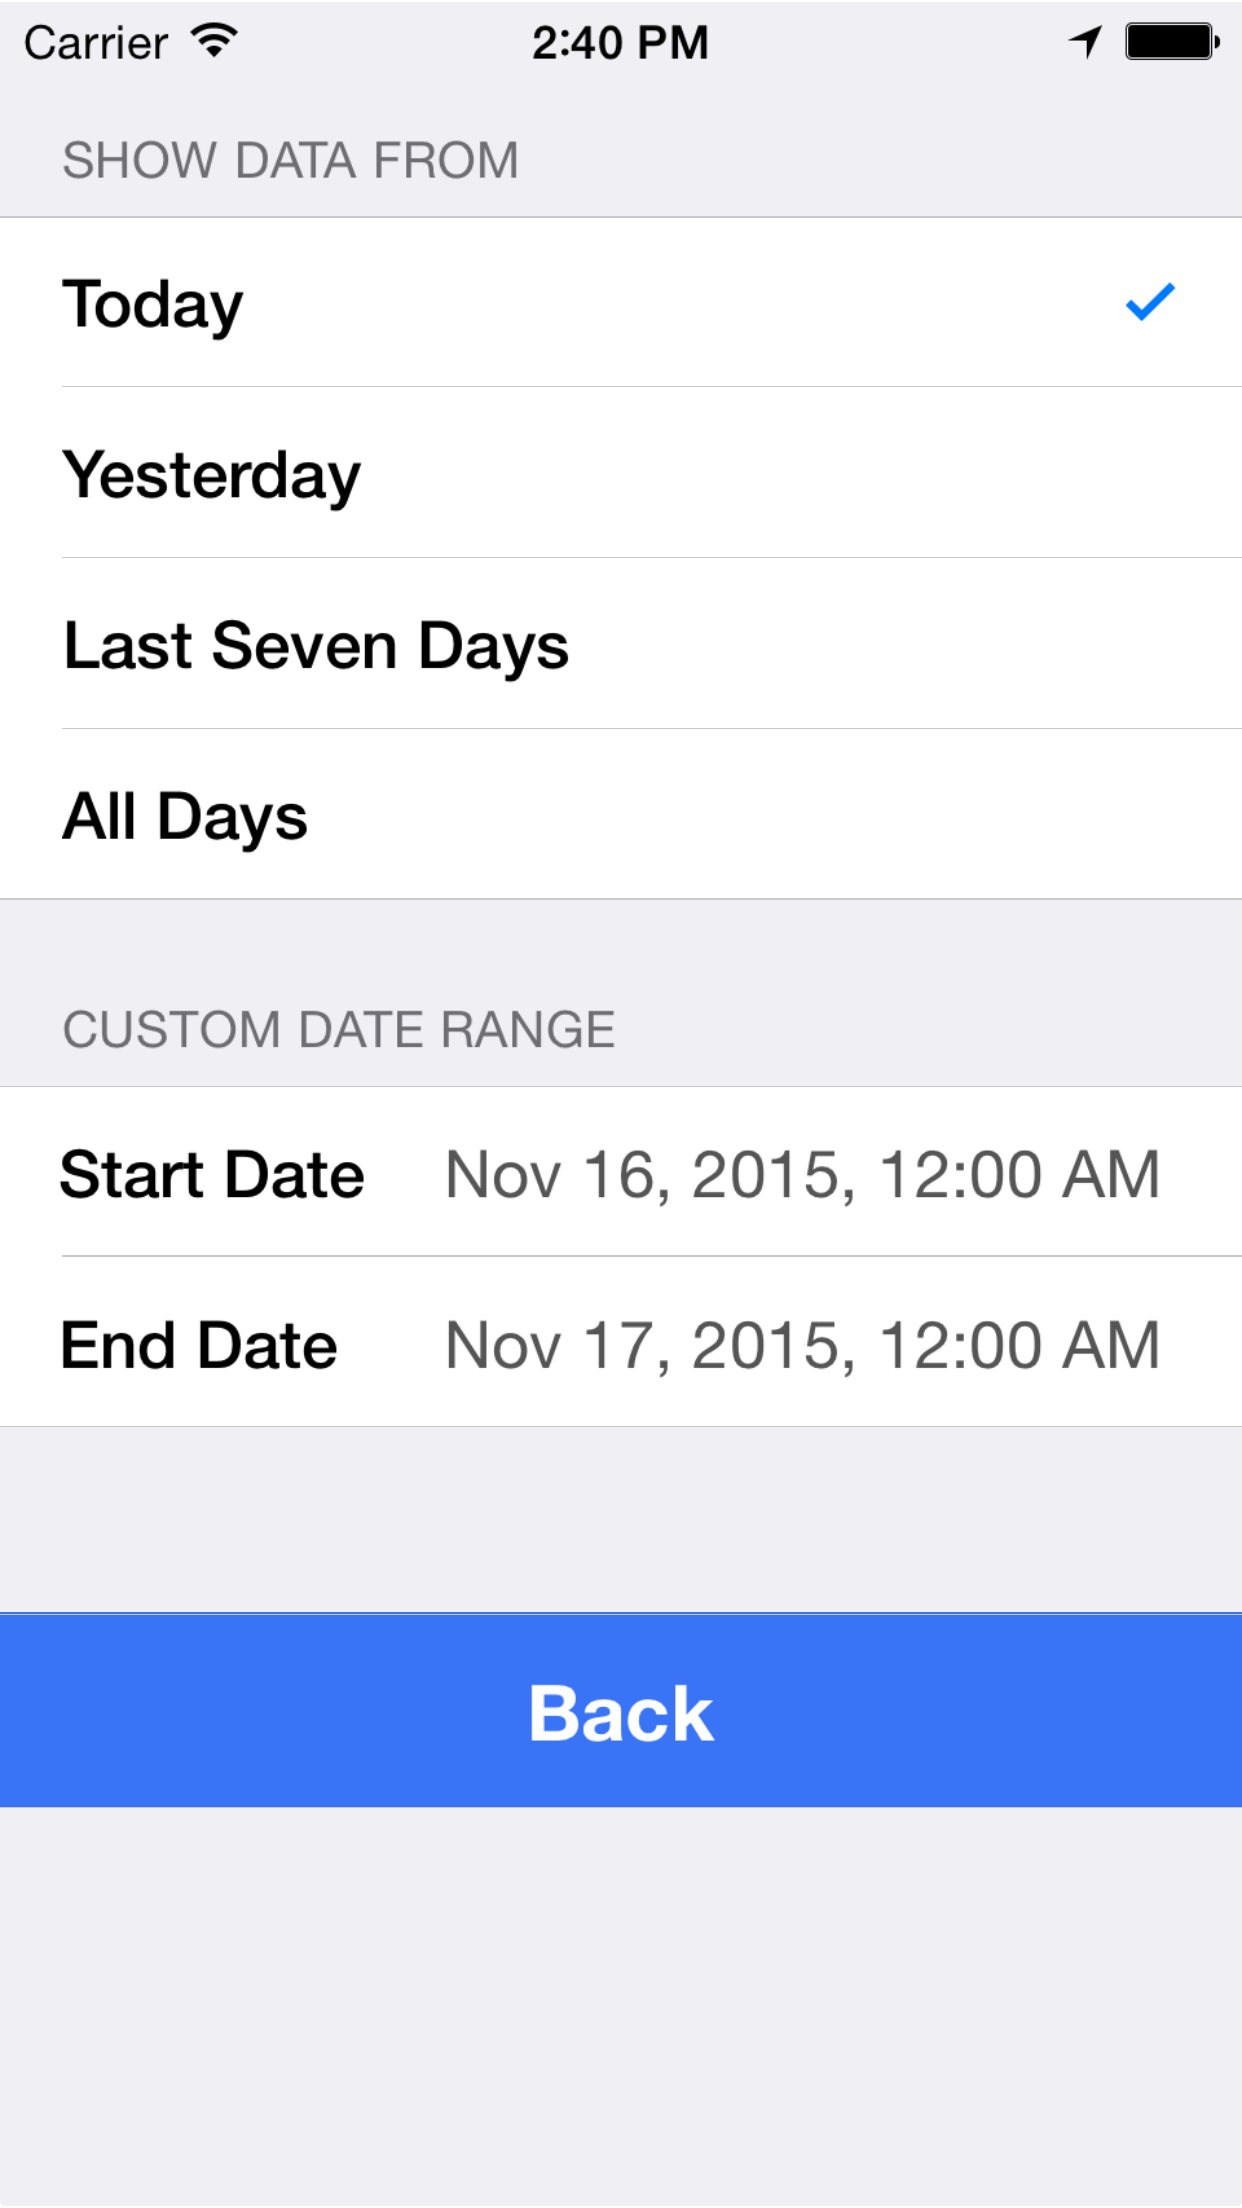 Carrier 2:40 PM
SHOW DATA FROM
Today
Yesterday
Last Seven Days
All Days
CUSTOM DATE RANGE
Start Date Nov 16, 2015, 12:00 AM
End Date Nov 17, 2015, 12:00 AM
Back